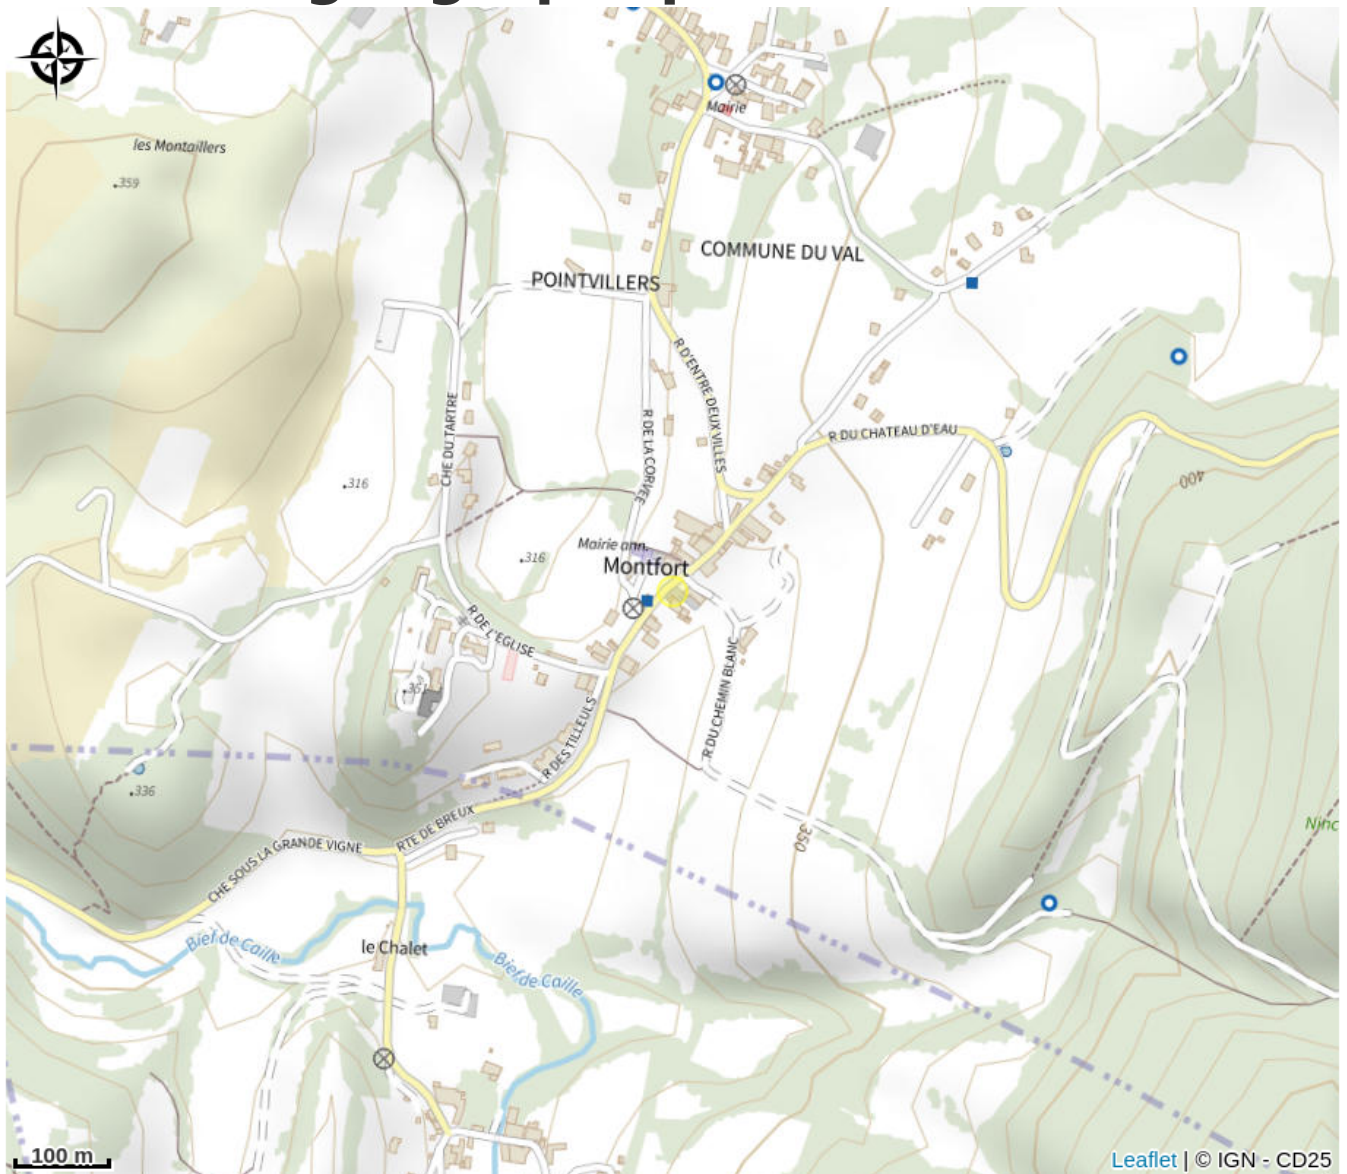 Mairie
les Montaillers
359
COMMUNE DU VAL
POINTVILLERS
R D'ENTRE DEUX VILLES
CHE DU TARTRE
R DE LA CORVEE
R DU CHATEAU D'EAU
316
400
Mairie ann.
316
Montfort
R DE L'EGLISE
R DU CHEMIN BLANC
351
R DES TILLEULS
336
RTE DE BREUX
350
Ninc
CHE SOUS LA GRANDE VIGNE
Bief de Caille
le Chalet
Bief de Caille
100 m
Leaflet | © IGN - CD25